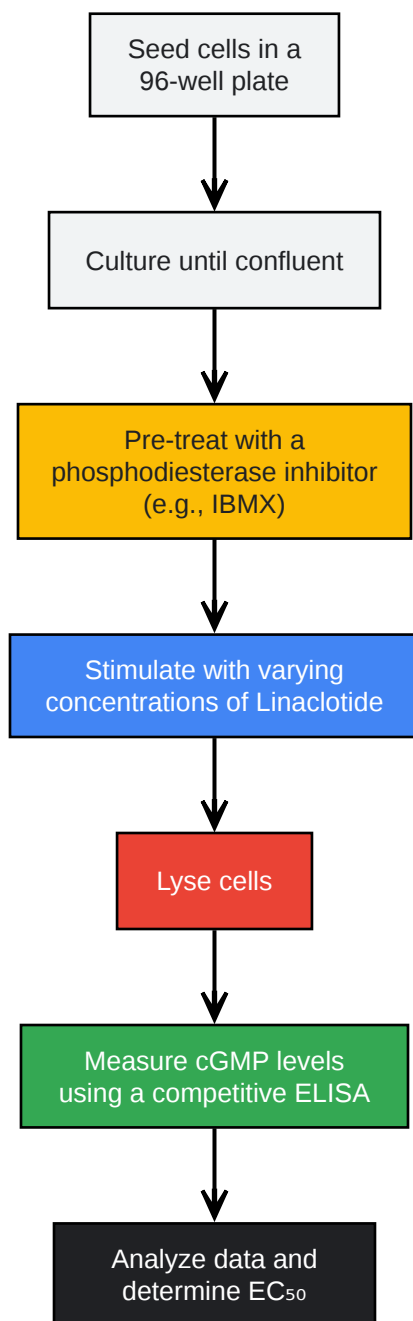 Seed cells in a
96-well plate
Culture until confluent
Pre-treat with a
phosphodiesterase inhibitor
(e.g., IBMX)
Stimulate with varying
concentrations of Linaclotide
Lyse cells
Measure cGMP levels
using a competitive ELISA
Analyze data and
determine EC₅₀